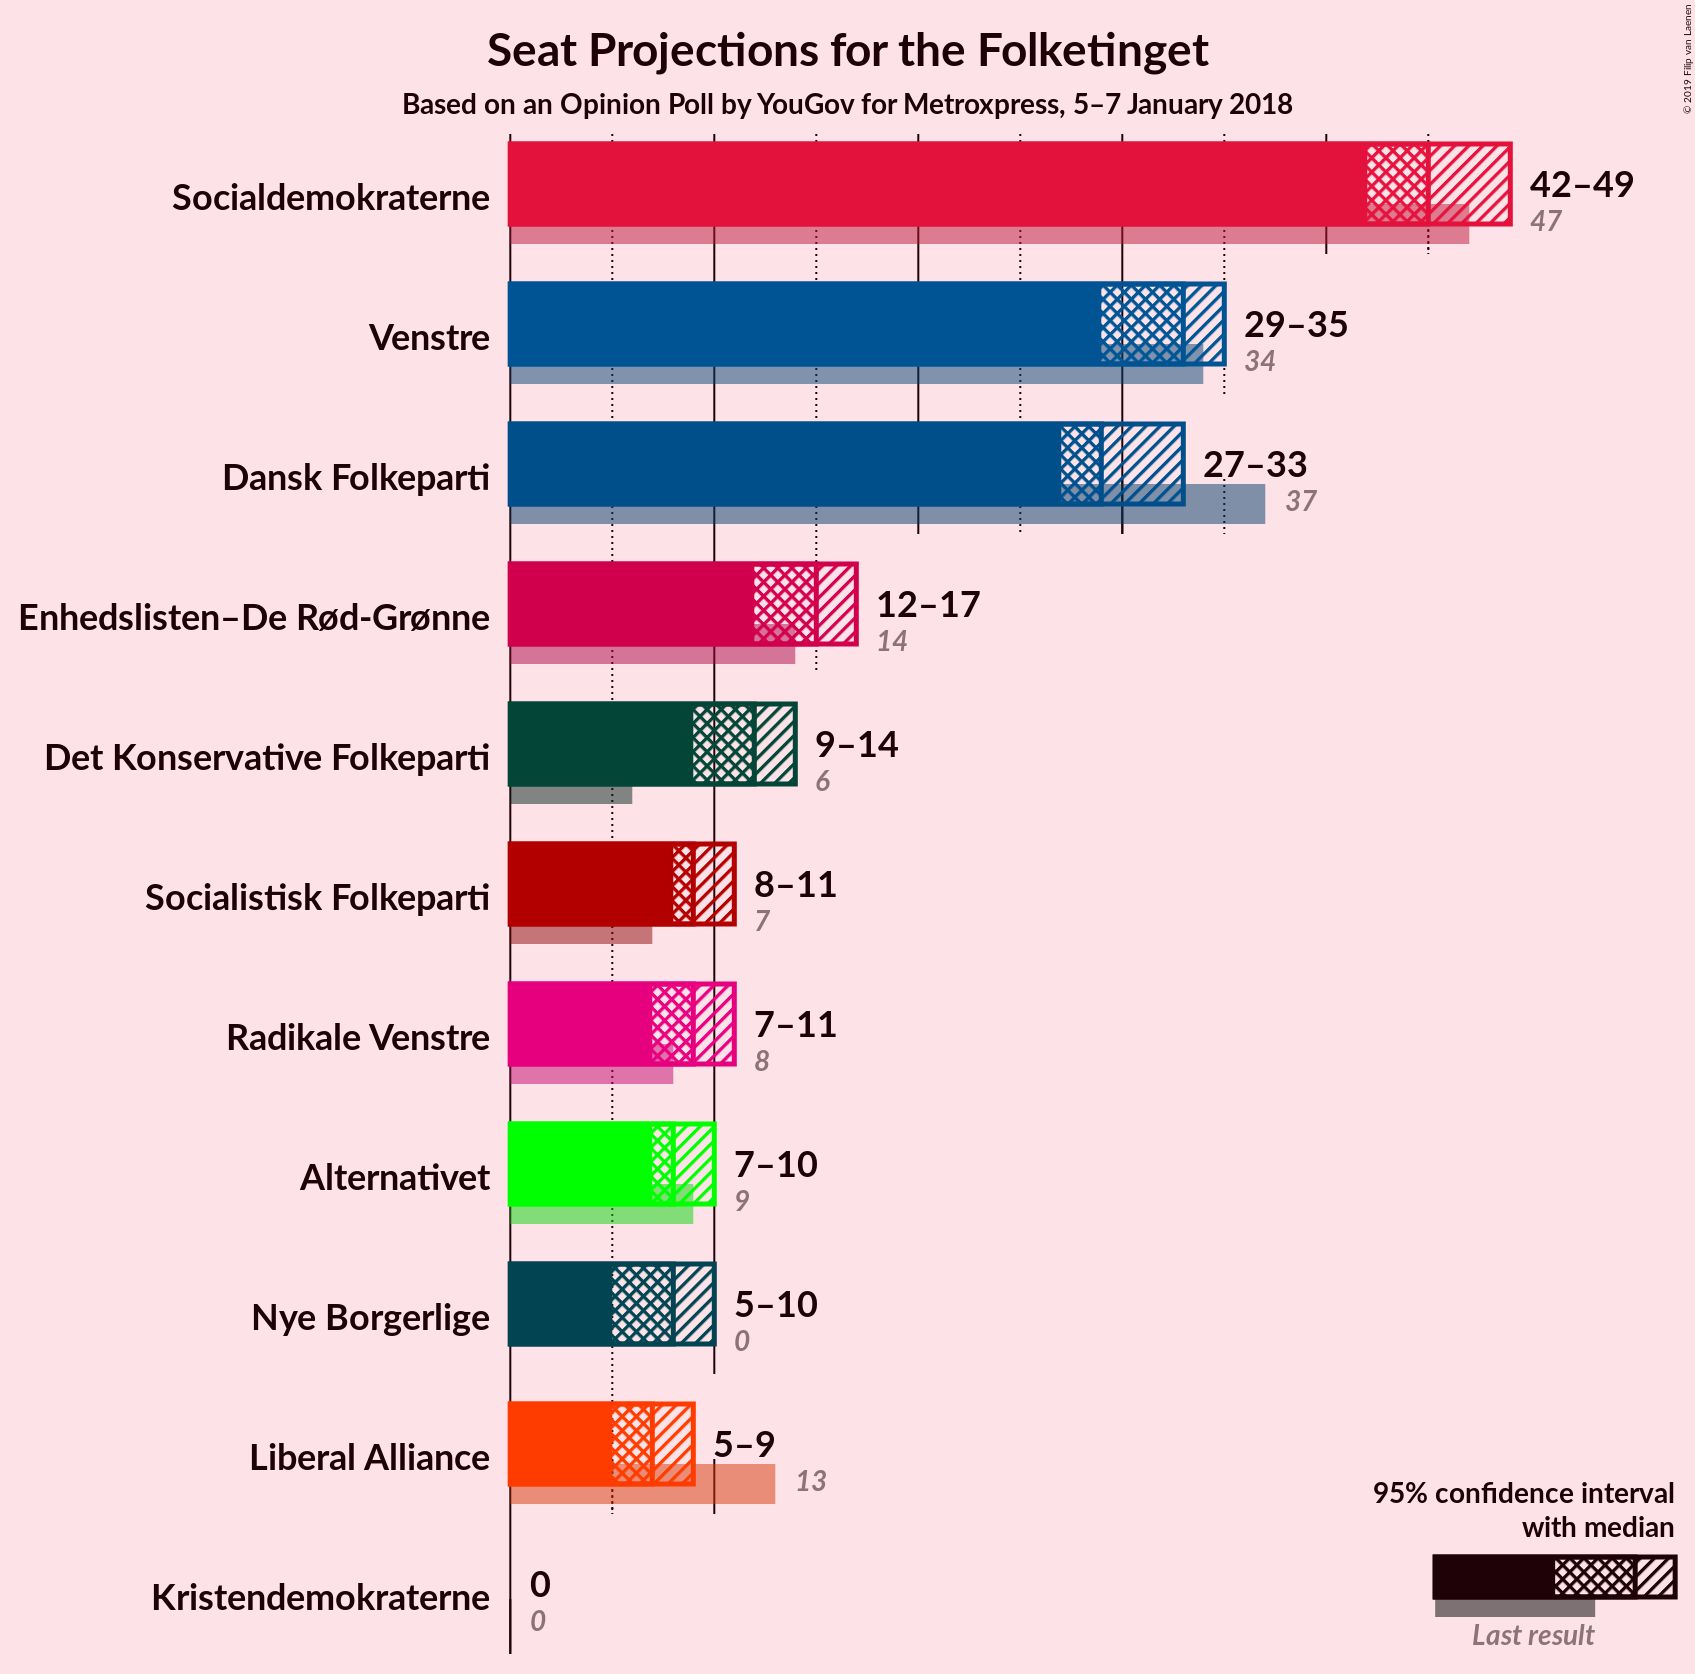 Seat Projections for the Folketinget
Based on an Opinion Poll by YouGov for Metroxpress, 5–7 January 2018
© 2019 Filip van Laenen
Socialdemokraterne
42–49
47
Venstre
29–35
34
Dansk Folkeparti
27–33
37
Enhedslisten–De Rød-Grønne
12–17
14
Det Konservative Folkeparti
9–14
6
Socialistisk Folkeparti
8–11
7
Radikale Venstre
7–11
8
Alternativet
7–10
9
Nye Borgerlige
5–10
0
Liberal Alliance
5–9
13
Kristendemokraterne
0
0
95% confidence interval
with median
Last result